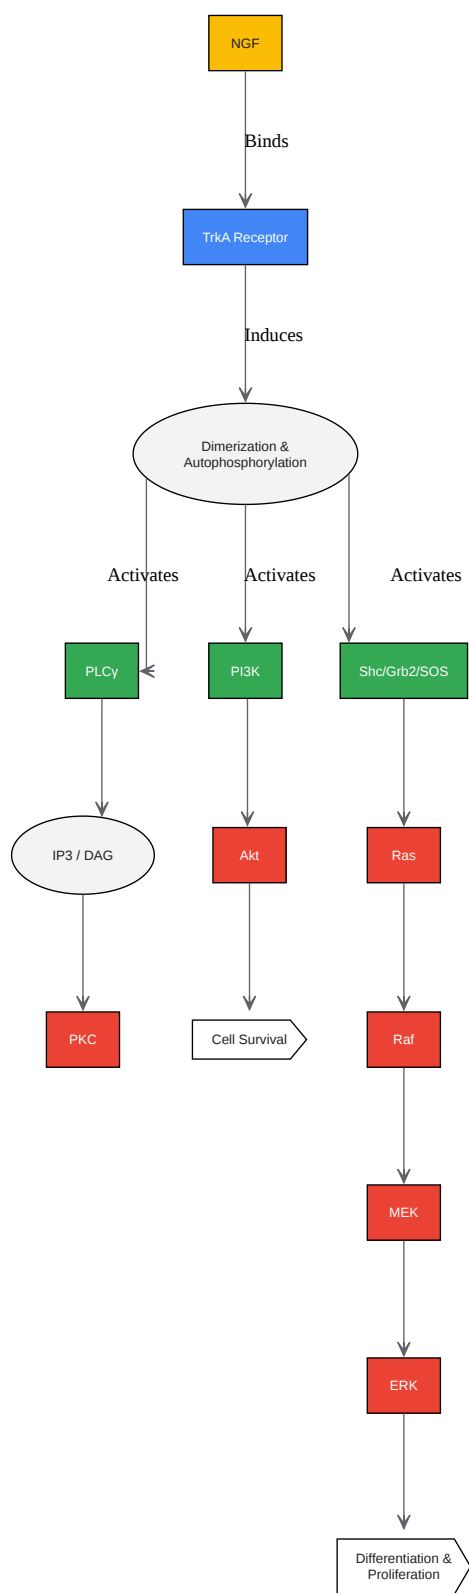 NGF
Binds
TrkA Receptor
Induces
Dimerization &
Autophosphorylation
Activates
Activates
Activates
PLCγ
PI3K
Shc/Grb2/SOS
IP3 / DAG
Akt
Ras
PKC
Cell Survival
Raf
MEK
ERK
Differentiation &
Proliferation